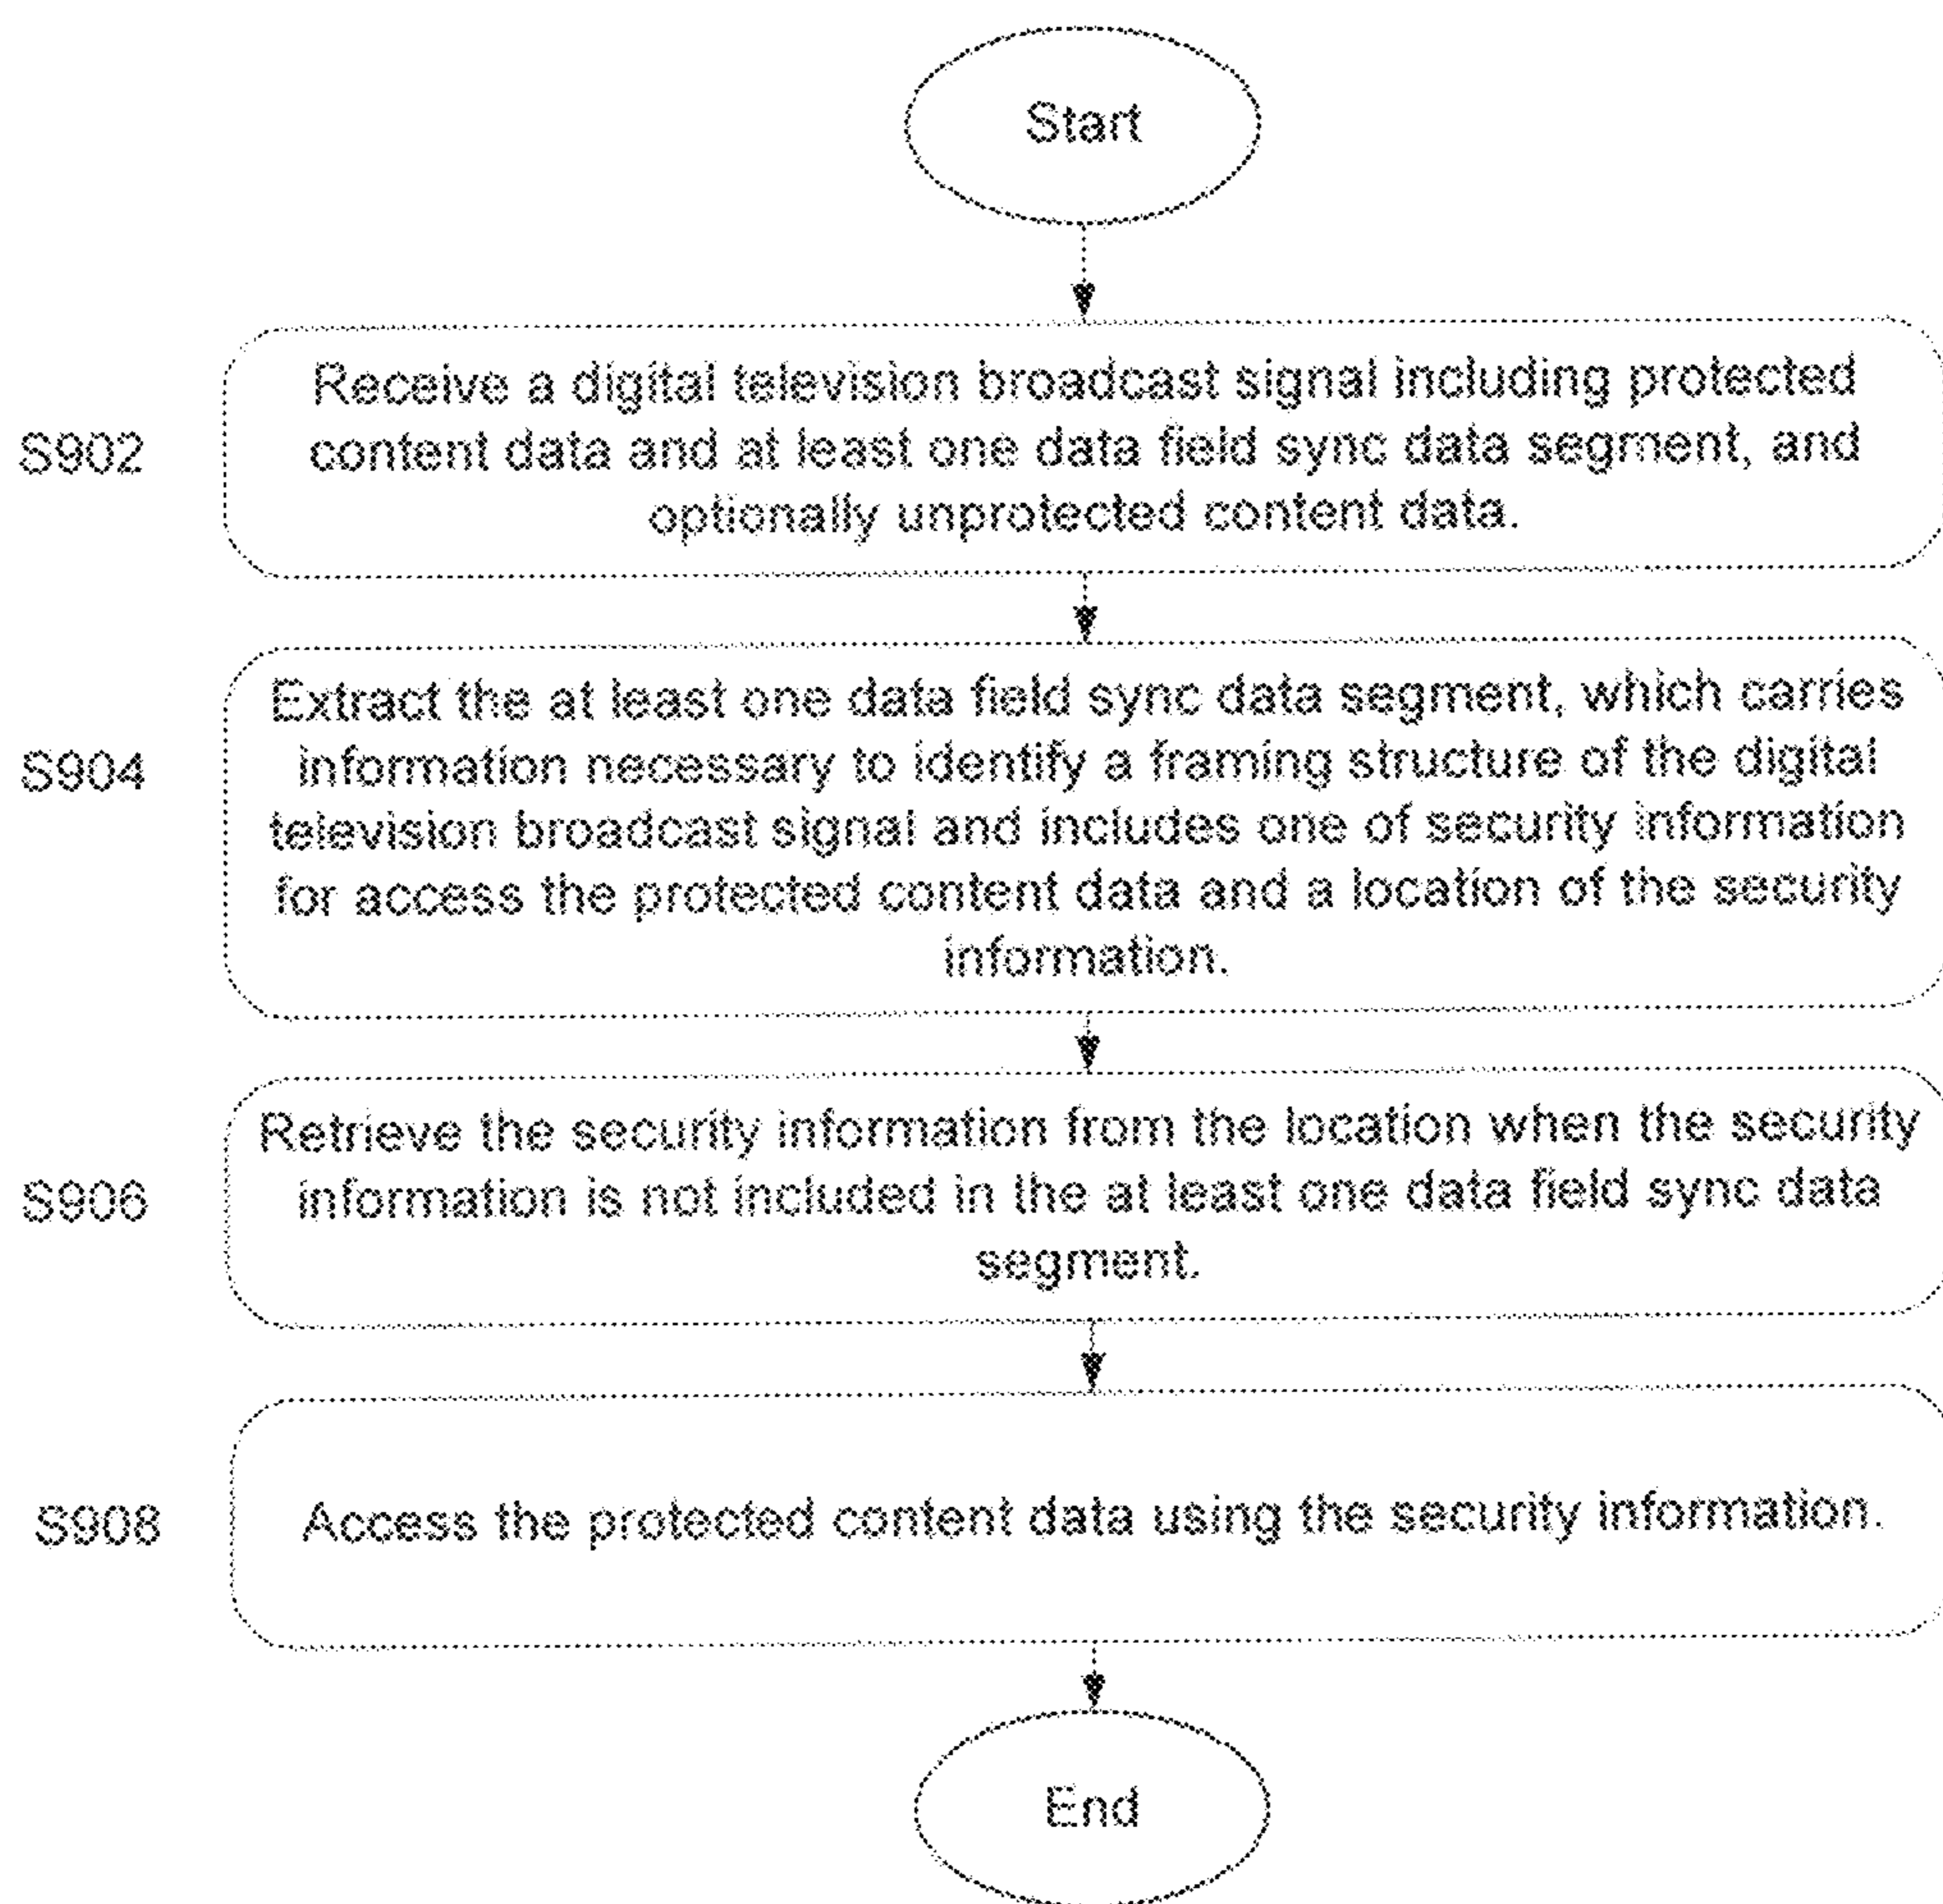 Start
S902
Receive a digital television broadcast signal including protected
content data and at least one data field sync data segment, and
optionally unprotected content data.
S904
Extract the at least one data field sync data segment, which carries
information necessary to identify a framing structure of the digital
television broadcast signal and includes one of security information
for access the protected content data and a location of the security
information.
S906
Retrieve the security information from the location when the security
information is not included in the at least one data field sync data
segment.
S908
Access the protected content data using the security information.
End